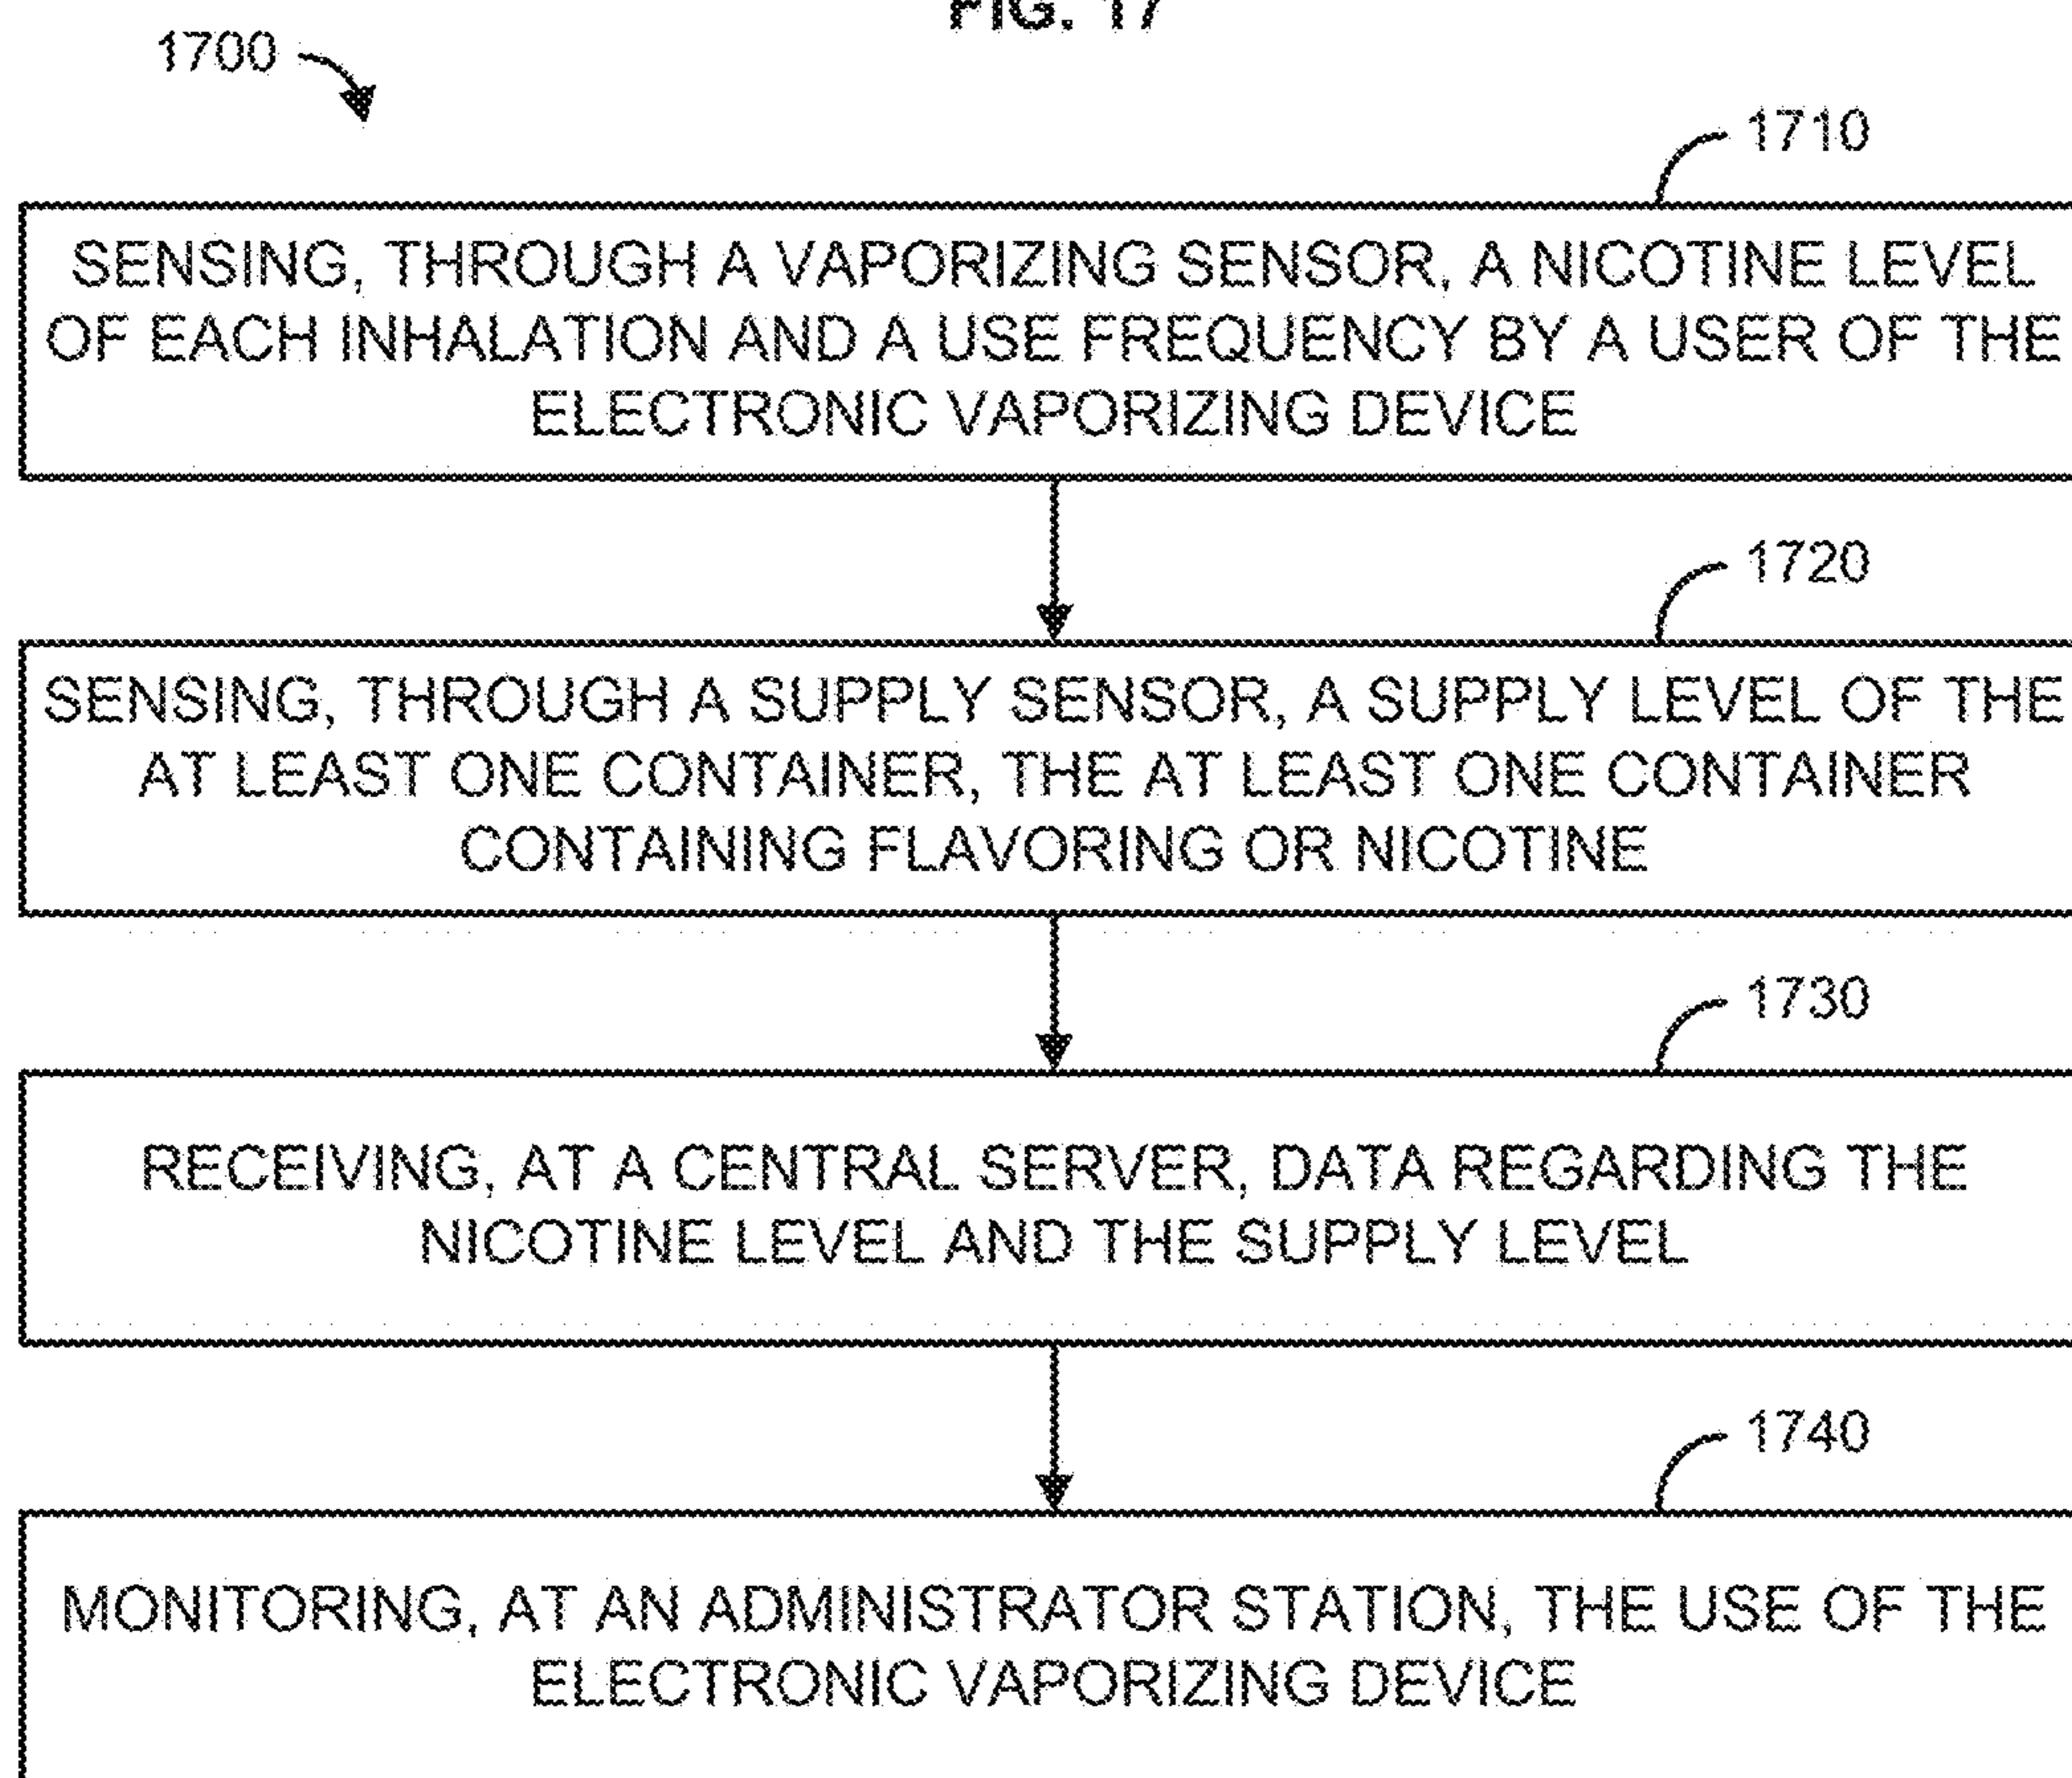 FIG. 17
1700
1710
SENSING, THROUGH A VAPORIZING SENSOR, A NICOTINE LEVEL
OF EACH INHALATION AND A USE FREQUENCY BY A USER OF THE
ELECTRONIC VAPORIZING DEVICE
1720
SENSING, THROUGH A SUPPLY SENSOR, A SUPPLY LEVEL OF THE
AT LEAST ONE CONTAINER, THE AT LEAST ONE CONTAINER
CONTAINING FLAVORING OR NICOTINE
1730
RECEIVING, AT A CENTRAL SERVER, DATA REGARDING THE
NICOTINE LEVEL AND THE SUPPLY LEVEL
1740
MONITORING, AT AN ADMINISTRATOR STATION, THE USE OF THE
ELECTRONIC VAPORIZING DEVICE